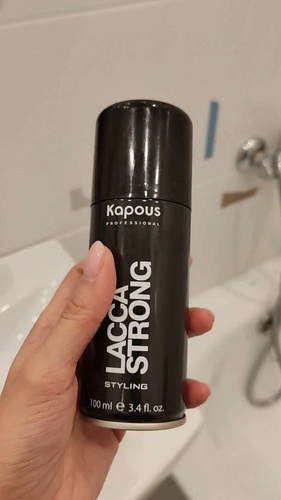 Kapous
PROFESSIONAL
LACCA
STRONG
STYLING
100 ml ℮ 3.4 fl. oz.